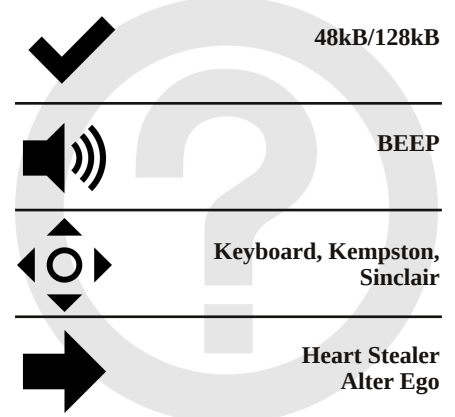 48kB/128kB
BEEP
Keyboard, Kempston,
Sinclair
Heart Stealer
Alter Ego